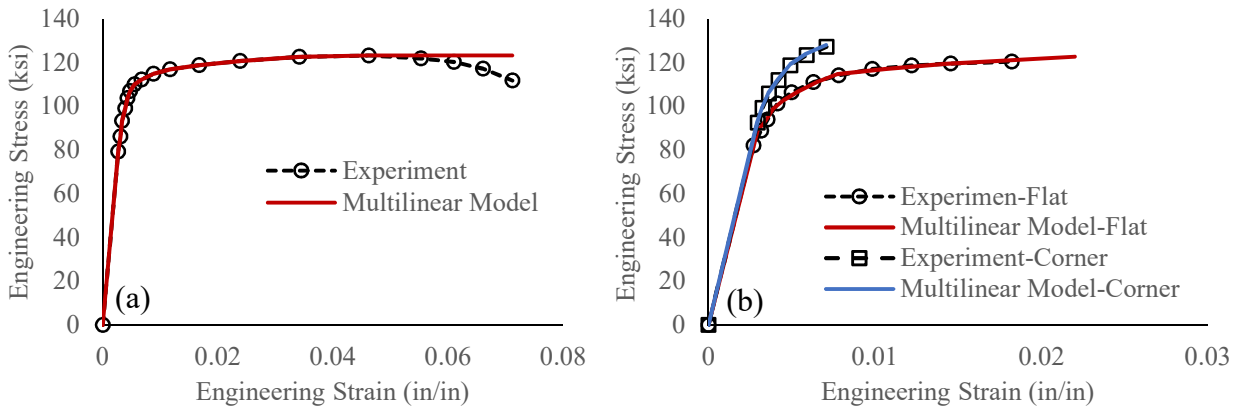 140
120
100
80
60
40
20
0
Engineering Stress (ksi)
Experiment
Multilinear Model
(a)
0 0.02 0.04 0.06 0.08
Engineering Strain (in/in)
140
120
100
80
60
40
20
0
Engineering Stress (ksi)
Experimen-Flat
Multilinear Model-Flat
Experiment-Corner
Multilinear Model-Corner
(b)
0 0.01 0.02 0.03
Engineering Strain (in/in)